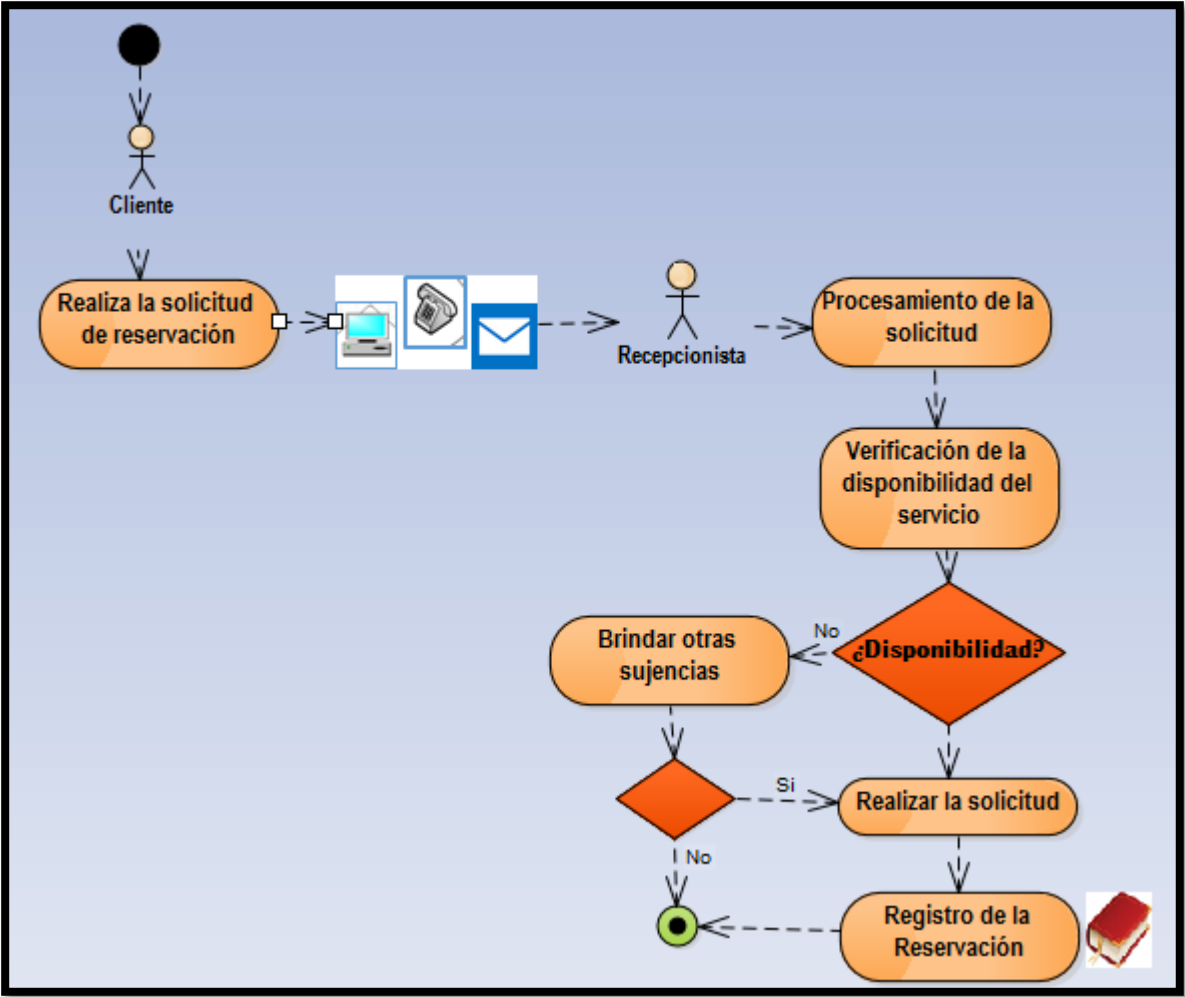 Cliente
Realiza la solicitud
de reservación
Recepcionista
Procesamiento de la
solicitud
Verificación de la
disponibilidad del
servicio
¿Disponibilidad?
No
Brindar otras
sujencias
Si
Realizar la solicitud
No
Registro de la
Reservación